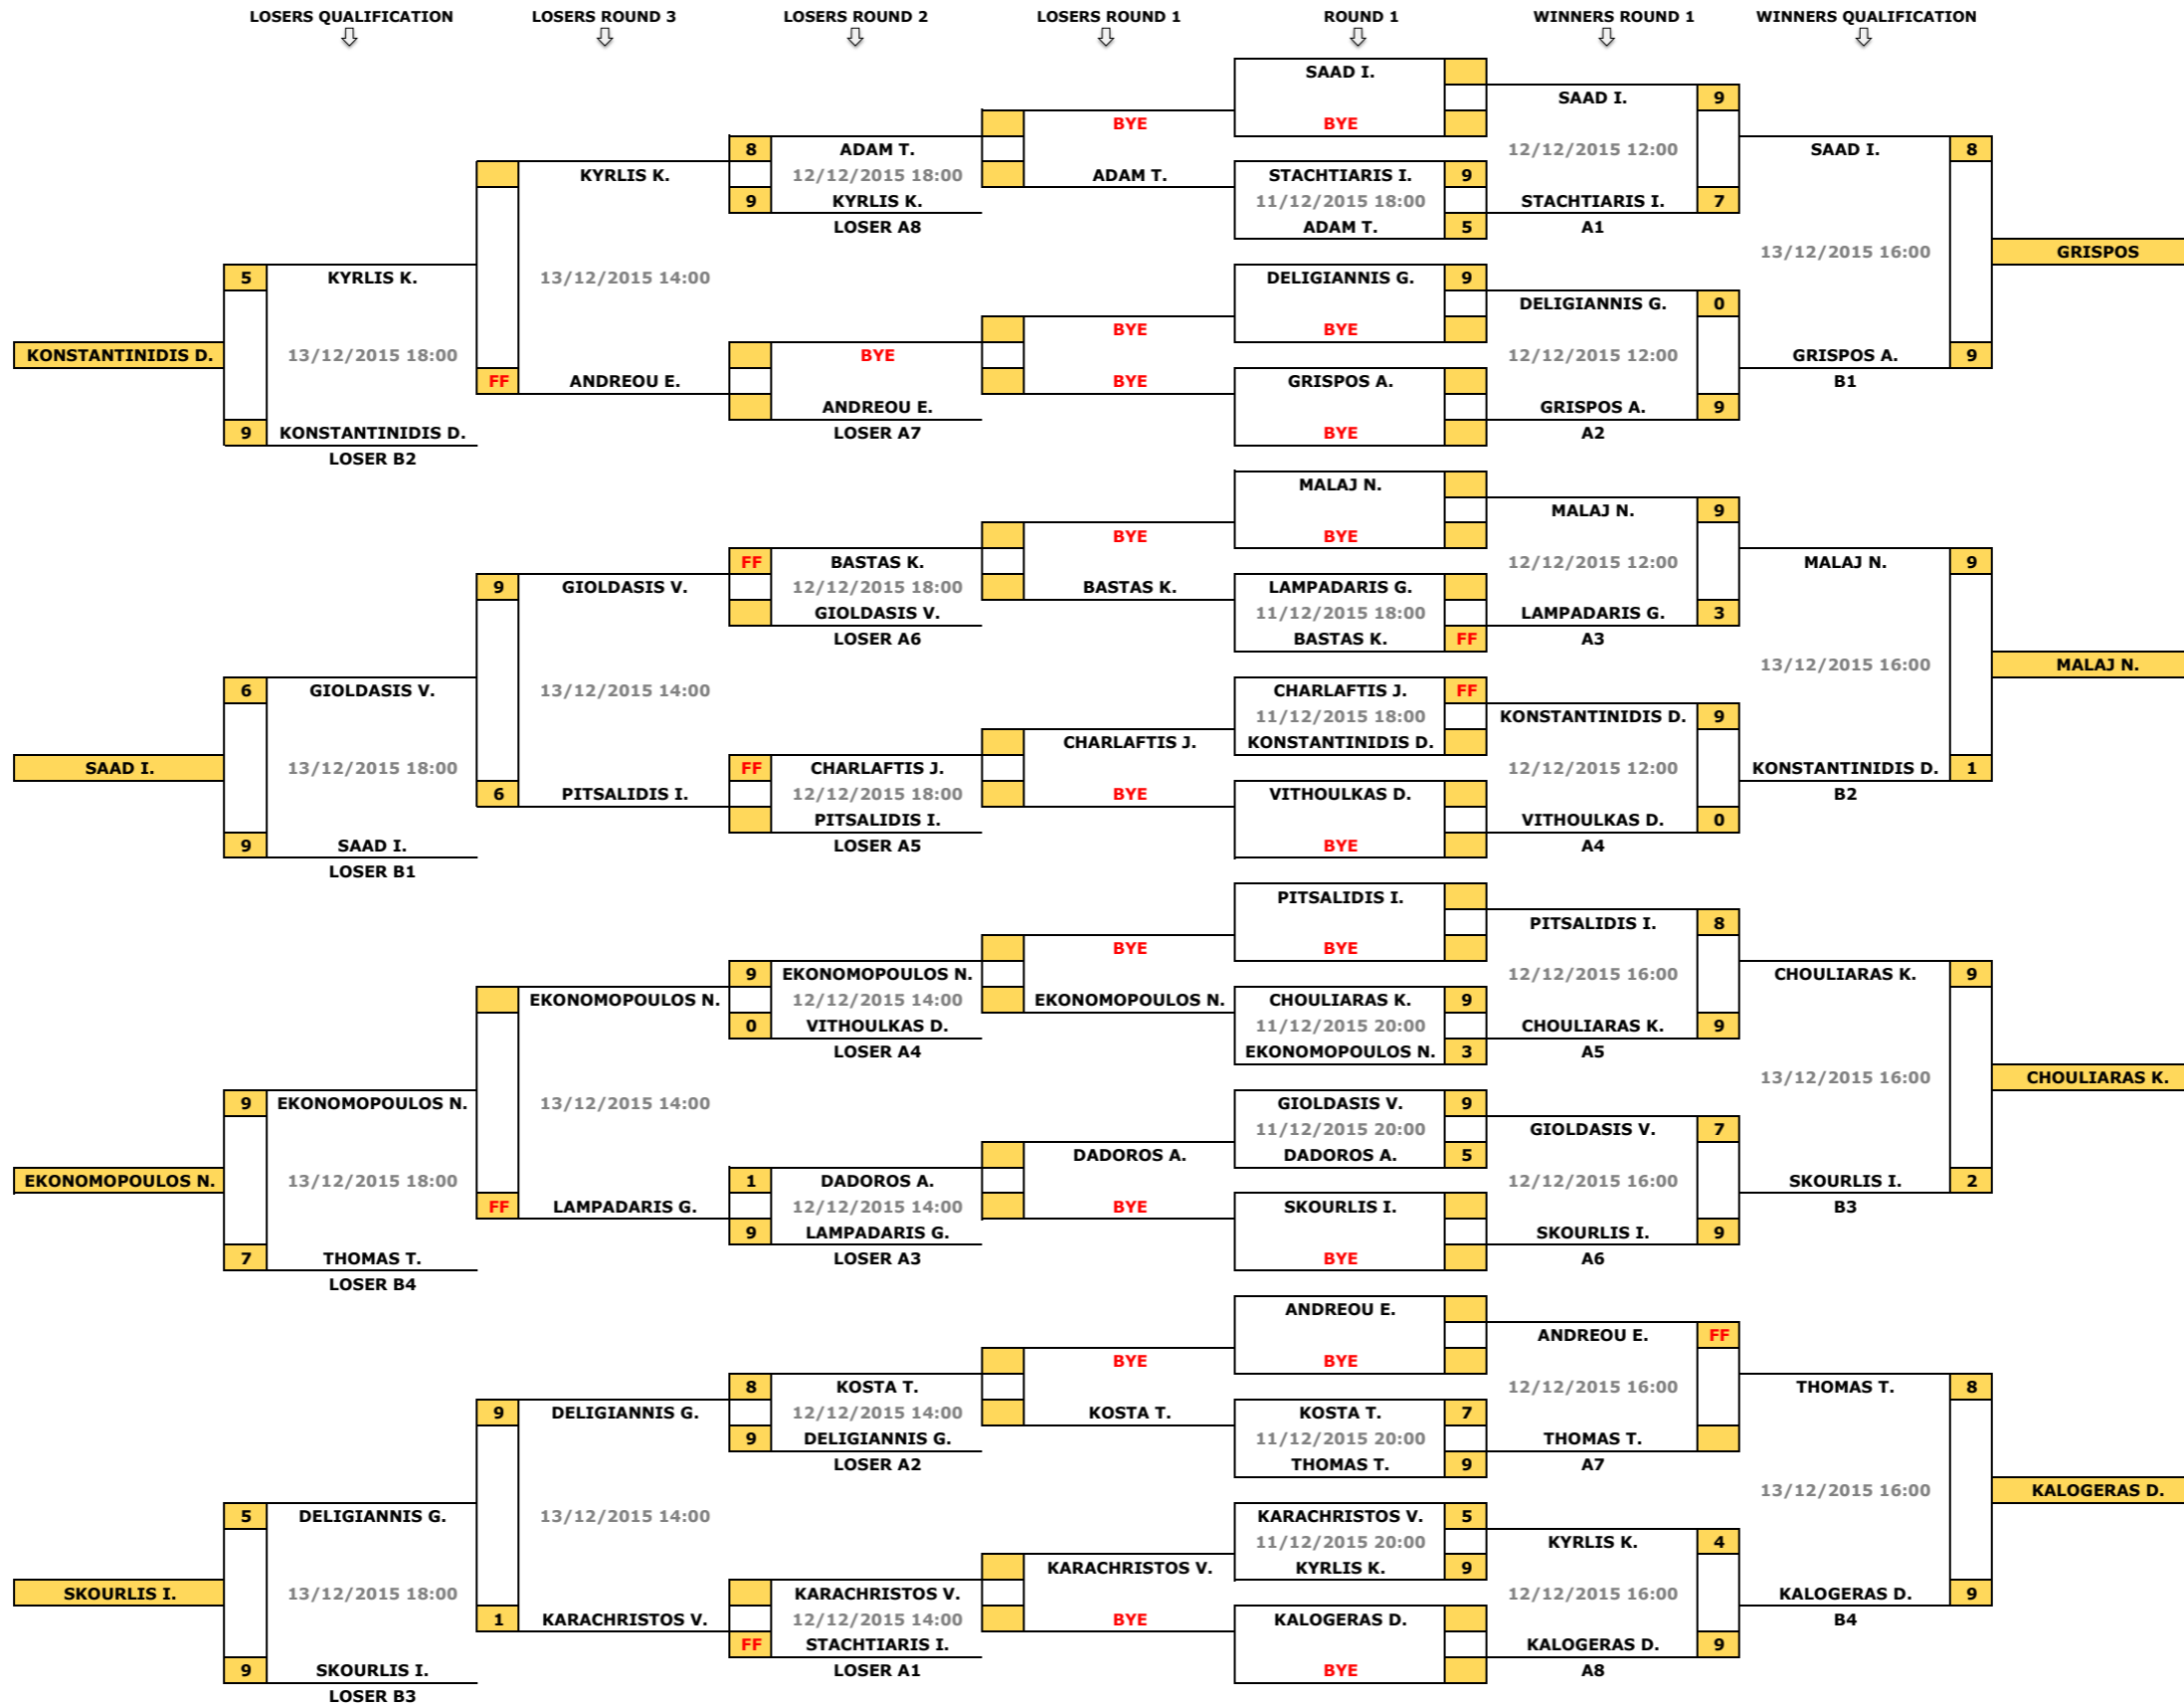 LOSERS QUALIFICATION
LOSERS ROUND 3
LOSERS ROUND 2
LOSERS ROUND 1
ROUND 1
WINNERS ROUND 1
WINNERS QUALIFICATION
KONSTANTINIDIS D.
SAAD I.
EKONOMOPOULOS N.
SKOURLIS I.
5 KYRLIS K.
13/12/2015 18:00
9 KONSTANTINIDIS D.
LOSER B2
6 GIOLDASIS V.
13/12/2015 18:00
9 SAAD I.
LOSER B1
9 EKONOMOPOULOS N.
13/12/2015 18:00
7 THOMAS T.
LOSER B4
5 DELIGIANNIS G.
13/12/2015 18:00
9 SKOURLIS I.
LOSER B3
KYRLIS K.
13/12/2015 14:00
FF ANDREOU E.
9 GIOLDASIS V.
13/12/2015 14:00
6 PITSALIDIS I.
EKONOMOPOULOS N.
13/12/2015 14:00
FF LAMPADARIS G.
9 DELIGIANNIS G.
13/12/2015 14:00
1 KARACHRISTOS V.
8 ADAM T.
12/12/2015 18:00
9 KYRLIS K.
LOSER A8
BYE
ANDREOU E.
LOSER A7
FF BASTAS K.
12/12/2015 18:00
GIOLDASIS V.
LOSER A6
FF CHARLAFTIS J.
12/12/2015 18:00
PITSALIDIS I.
LOSER A5
9 EKONOMOPOULOS N.
12/12/2015 14:00
0 VITHOULKAS D.
LOSER A4
1 DADOROS A.
12/12/2015 14:00
9 LAMPADARIS G.
LOSER A3
8 KOSTA T.
12/12/2015 14:00
9 DELIGIANNIS G.
LOSER A2
KARACHRISTOS V.
12/12/2015 14:00
FF STACHTIARIS I.
LOSER A1
BYE
ADAM T.
BYE
BYE
BYE
BASTAS K.
CHARLAFTIS J.
BYE
BYE
EKONOMOPOULOS N.
DADOROS A.
BYE
BYE
KOSTA T.
KARACHRISTOS V.
BYE
SAAD I.
BYE
STACHTIARIS I. 9
11/12/2015 18:00
ADAM T. 5
DELIGIANNIS G. 9
BYE
GRISPOS A.
BYE
MALAJ N.
BYE
LAMPADARIS G.
11/12/2015 18:00
BASTAS K. FF
CHARLAFTIS J. FF
11/12/2015 18:00
KONSTANTINIDIS D.
VITHOULKAS D.
BYE
PITSALIDIS I.
BYE
CHOULIARAS K. 9
11/12/2015 20:00
EKONOMOPOULOS N. 3
GIOLDASIS V. 9
11/12/2015 20:00
DADOROS A. 5
SKOURLIS I.
BYE
ANDREOU E.
BYE
KOSTA T. 7
11/12/2015 20:00
THOMAS T. 9
KARACHRISTOS V. 5
11/12/2015 20:00
KYRLIS K. 9
KALOGERAS D.
BYE
SAAD I. 9
12/12/2015 12:00
STACHTIARIS I. 7
A1
DELIGIANNIS G. 0
12/12/2015 12:00
GRISPOS A. 9
A2
MALAJ N. 9
12/12/2015 12:00
LAMPADARIS G. 3
A3
KONSTANTINIDIS D. 9
12/12/2015 12:00
VITHOULKAS D. 0
A4
PITSALIDIS I. 8
12/12/2015 16:00
CHOULIARAS K. 9
A5
GIOLDASIS V. 7
12/12/2015 16:00
SKOURLIS I. 9
A6
ANDREOU E. FF
12/12/2015 16:00
THOMAS T.
A7
KYRLIS K. 4
12/12/2015 16:00
KALOGERAS D. 9
A8
SAAD I. 8
13/12/2015 16:00
GRISPOS A. 9
B1
MALAJ N. 9
13/12/2015 16:00
KONSTANTINIDIS D. 1
B2
CHOULIARAS K. 9
13/12/2015 16:00
SKOURLIS I. 2
B3
THOMAS T. 8
13/12/2015 16:00
KALOGERAS D. 9
B4
GRISPOS
MALAJ N.
CHOULIARAS K.
KALOGERAS D.